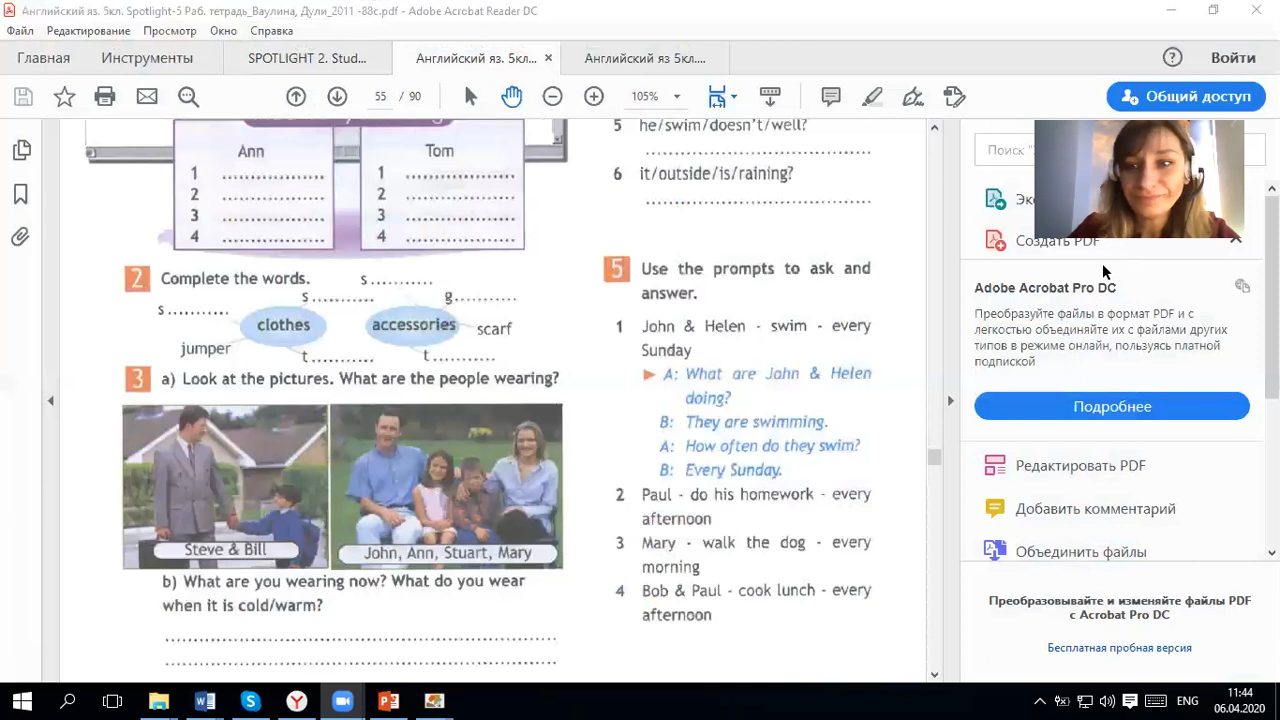 Английский яз. 5кл. Spotlight-5 Раб. тетрадь_Ваулина, Дули_2011 -88с.pdf - Adobe Acrobat Reader DC
Файл Редактирование Просмотр Окно Справка
Главная Инструменты SPOTLIGHT 2. Stud... Английский яз. 5кл... × Английский яз 5кл.... Войти
55 / 90 105% Общий доступ
Ann Tom
1 .................. 1 ..................
2 .................. 2 ..................
3 .................. 3 ..................
4 .................. 4 ..................
2 Complete the words.
s...........
s........... g...........
s...........
clothes accessories scarf
jumper
t........... t...........
3 a) Look at the pictures. What are the people wearing?
Steve & Bill John, Ann, Stuart, Mary
b) What are you wearing now? What do you wear
when it is cold/warm?
5 he/swim/doesn't/well?
6 it/outside/is/raining?
5 Use the prompts to ask and
answer.
1 John & Helen - swim - every
Sunday
A: What are John & Helen
doing?
B: They are swimming.
A: How often do they swim?
B: Every Sunday.
2 Paul - do his homework - every
afternoon
3 Mary - walk the dog - every
morning
4 Bob & Paul - cook lunch - every
afternoon
Поиск
Создать PDF
Adobe Acrobat Pro DC
Преобразуйте файлы в формат PDF и с
легкостью объединяйте их с файлами других
типов в режиме онлайн, пользуясь платной
подпиской
Подробнее
Редактировать PDF
Добавить комментарий
Объединить файлы
Преобразовывайте и изменяйте файлы PDF
с Acrobat Pro DC
Бесплатная пробная версия
ENG
11:44
06.04.2020